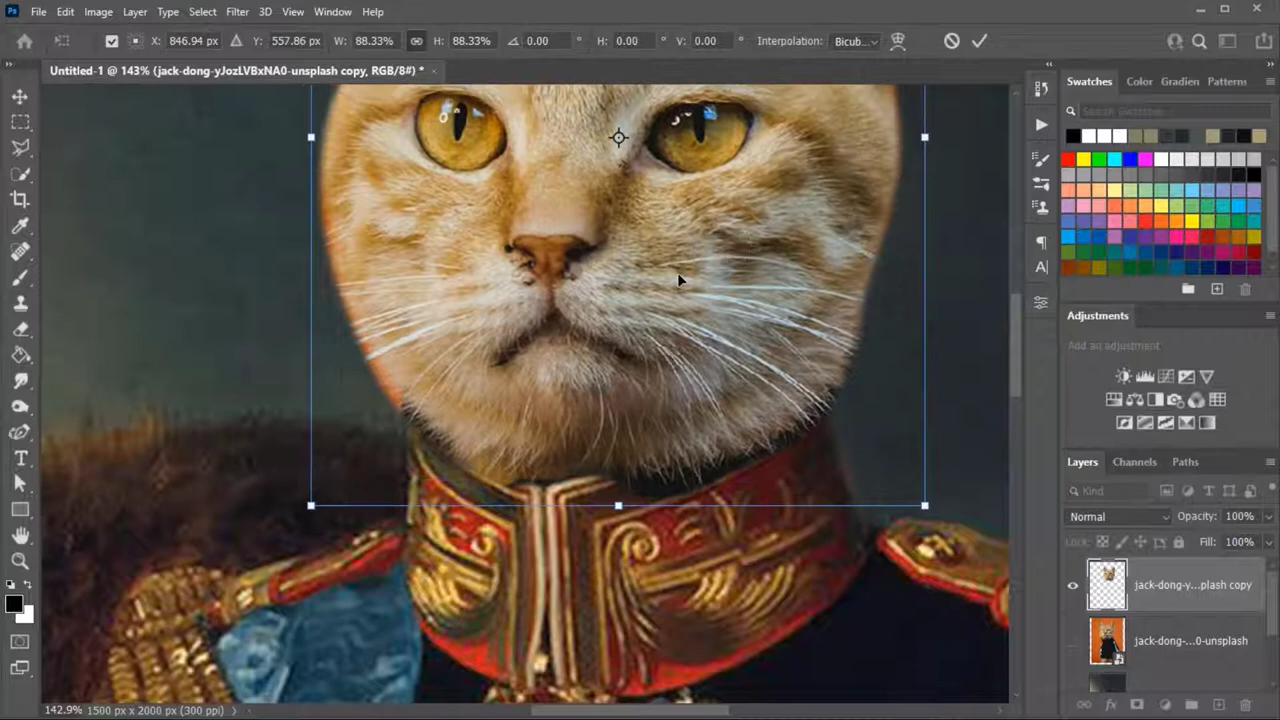 Ps File Edit Image Layer Type Select Filter 3D View Window Help
X: 846.94 px Y: 557.86 px W: 88.33% H: 88.33% 0.00 ° H: 0.00 ° V: 0.00 ° Interpolation: Bicub...
Untitled-1 @ 143% (jack-dong-yJozLVBxNA0-unsplash copy, RGB/8#) * ×
Swatches Color Gradient Patterns
Search Swatches
Adjustments
Add an adjustment
Layers Channels Paths
Kind
Normal Opacity: 100%
Lock: Fill: 100%
jack-dong-y...plash copy
jack-dong-...0-unsplash
142.9% 1500 px x 2000 px (300 ppi)